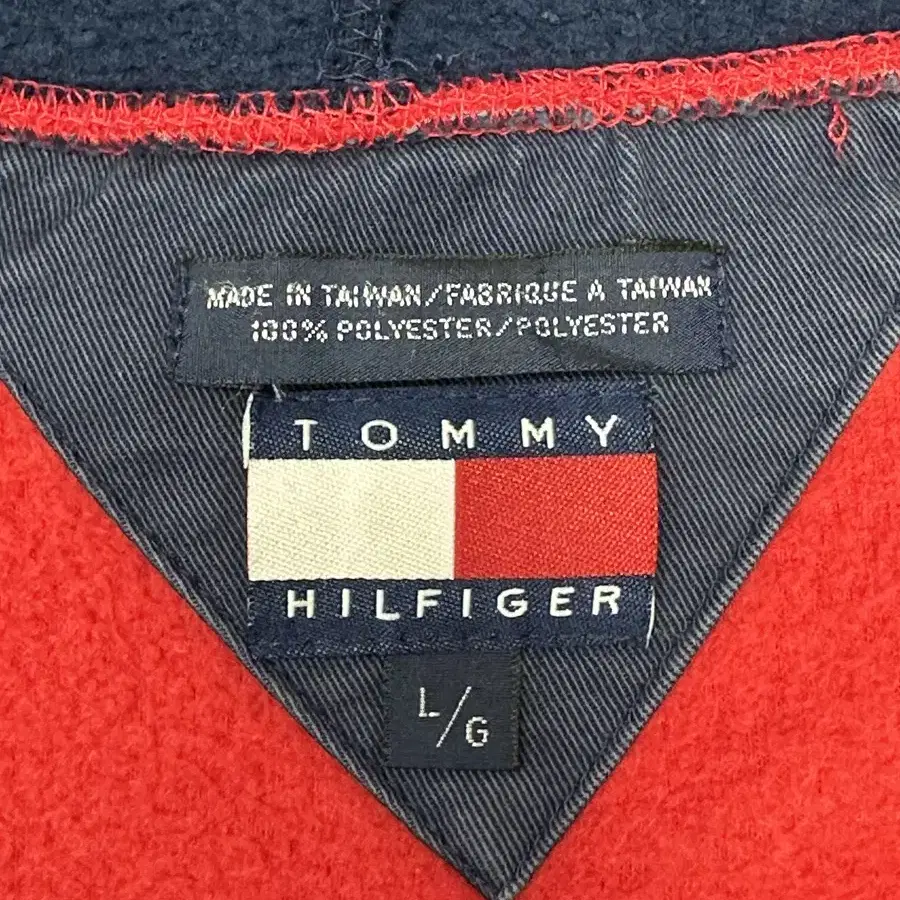 MADE IN TAIWAN/FABRIQUE A TAIWAN
100% POLYESTER/POLYESTER
TOMMY
HILFIGER
L/G